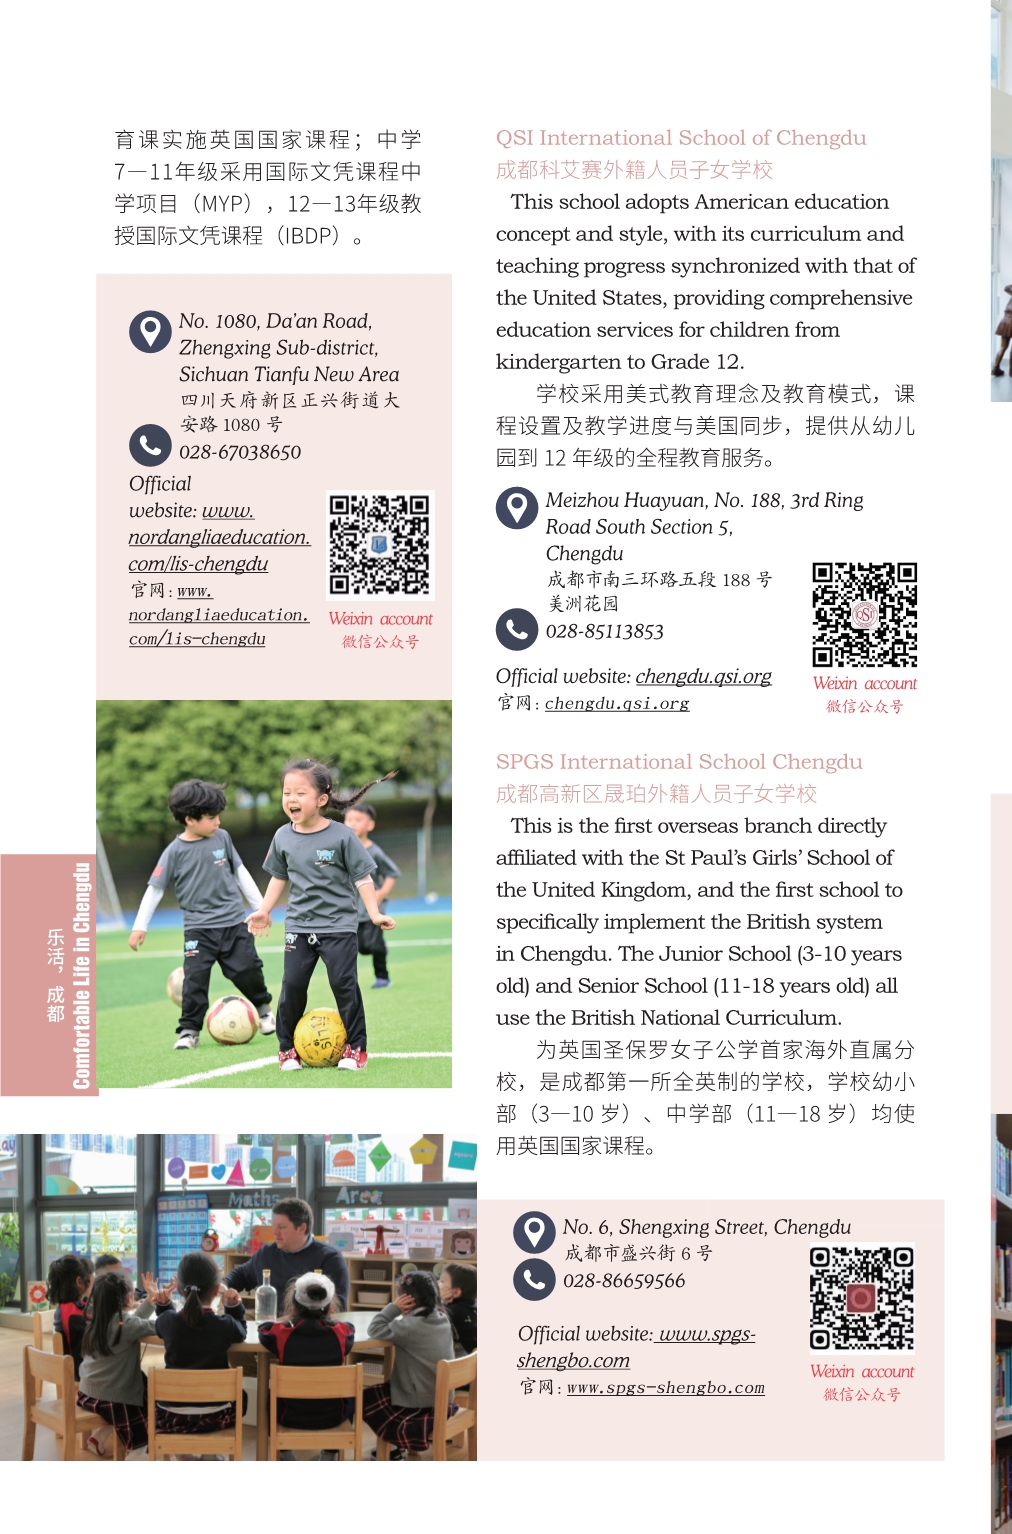 育课实施英国国家课程；中学
7—11年级采用国际文凭课程中
学项目（MYP），12—13年级教
授国际文凭课程（IBDP）。
No. 1080, Da'an Road,
Zhengxing Sub-district,
Sichuan Tianfu New Area
四川天府新区正兴街道大
安路 1080 号
028-67038650
Official
website: www.
nordangliaeducation.
com/lis-chengdu
官网: www.
nordangliaeducation.
com/lis-chengdu
Weixin account
微信公众号
乐活，成都
Comfortable Life in Chengdu
Maths
Area
QSI International School of Chengdu
成都科艾赛外籍人员子女学校
This school adopts American education
concept and style, with its curriculum and
teaching progress synchronized with that of
the United States, providing comprehensive
education services for children from
kindergarten to Grade 12.
学校采用美式教育理念及教育模式，课
程设置及教学进度与美国同步，提供从幼儿
园到 12 年级的全程教育服务。
Meizhou Huayuan, No. 188, 3rd Ring
Road South Section 5,
Chengdu
成都市南三环路五段 188 号
美洲花园
028-85113853
Official website: chengdu.qsi.org
官网: chengdu.qsi.org
Weixin account
微信公众号
SPGS International School Chengdu
成都高新区晟珀外籍人员子女学校
This is the first overseas branch directly
affiliated with the St Paul's Girls' School of
the United Kingdom, and the first school to
specifically implement the British system
in Chengdu. The Junior School (3-10 years
old) and Senior School (11-18 years old) all
use the British National Curriculum.
为英国圣保罗女子公学首家海外直属分
校，是成都第一所全英制的学校，学校幼小
部（3—10 岁）、中学部（11—18 岁）均使
用英国国家课程。
No. 6, Shengxing Street, Chengdu
成都市盛兴街 6 号
028-86659566
Official website: www.spgs-
shengbo.com
官网: www.spgs-shengbo.com
Weixin account
微信公众号